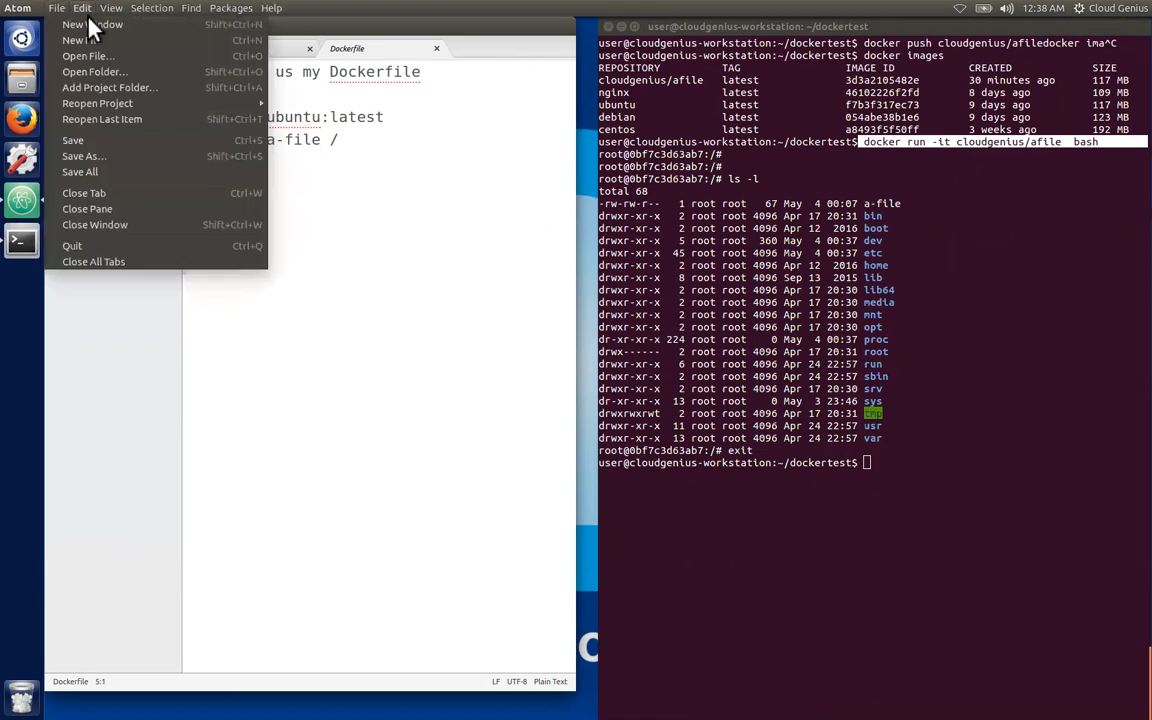 Atom File Edit View Selection Find Packages Help 12:38 AM Cloud Genius
New Window Shift+Ctrl+N
New Ctrl+N
Open File... Ctrl+O
Open Folder... Shift+Ctrl+O
Add Project Folder... Shift+Ctrl+A
Reopen Project
Reopen Last Item Shift+Ctrl+T
Save Ctrl+S
Save As... Shift+Ctrl+S
Save All
Close Tab Ctrl+W
Close Pane
Close Window Shift+Ctrl+W
Quit Ctrl+Q
Close All Tabs
Dockerfile
us my Dockerfile
ubuntu:latest
a-file /
Dockerfile 5:1 LF UTF-8 Plain Text
user@cloudgenius-workstation: ~/dockertest
user@cloudgenius-workstation:~/dockertest$ docker push cloudgenius/afiledocker ima^C
user@cloudgenius-workstation:~/dockertest$ docker images
REPOSITORY TAG IMAGE ID CREATED SIZE
cloudgenius/afile latest 3d3a2105482e 30 minutes ago 117 MB
nginx latest 46102226f2fd 8 days ago 109 MB
ubuntu latest f7b3f317ec73 9 days ago 117 MB
debian latest 054abe38b1e6 9 days ago 123 MB
centos latest a8493f5f50ff 3 weeks ago 192 MB
user@cloudgenius-workstation:~/dockertest$ docker run -it cloudgenius/afile bash
root@0bf7c3d63ab7:/#
root@0bf7c3d63ab7:/#
root@0bf7c3d63ab7:/# ls -l
total 68
-rw-rw-r-- 1 root root 67 May 4 00:07 a-file
drwxr-xr-x 2 root root 4096 Apr 17 20:31 bin
drwxr-xr-x 2 root root 4096 Apr 12 2016 boot
drwxr-xr-x 5 root root 360 May 4 00:37 dev
drwxr-xr-x 45 root root 4096 May 4 00:37 etc
drwxr-xr-x 2 root root 4096 Apr 12 2016 home
drwxr-xr-x 8 root root 4096 Sep 13 2015 lib
drwxr-xr-x 2 root root 4096 Apr 17 20:30 lib64
drwxr-xr-x 2 root root 4096 Apr 17 20:30 media
drwxr-xr-x 2 root root 4096 Apr 17 20:30 mnt
drwxr-xr-x 2 root root 4096 Apr 17 20:30 opt
dr-xr-xr-x 224 root root 0 May 4 00:37 proc
drwx------ 2 root root 4096 Apr 17 20:31 root
drwxr-xr-x 6 root root 4096 Apr 24 22:57 run
drwxr-xr-x 2 root root 4096 Apr 24 22:57 sbin
drwxr-xr-x 2 root root 4096 Apr 17 20:30 srv
dr-xr-xr-x 13 root root 0 May 3 23:46 sys
drwxrwxrwt 2 root root 4096 Apr 17 20:31 tmp
drwxr-xr-x 11 root root 4096 Apr 24 22:57 usr
drwxr-xr-x 13 root root 4096 Apr 24 22:57 var
root@0bf7c3d63ab7:/# exit
user@cloudgenius-workstation:~/dockertest$